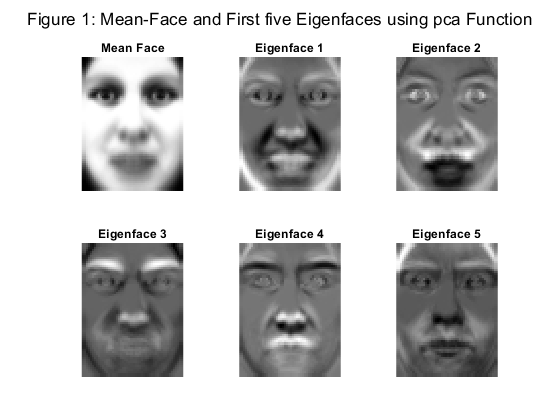 Figure 1: Mean-Face and First five Eigenfaces using pca Function
Mean Face
Eigenface 1
Eigenface 2
Eigenface 3
Eigenface 4
Eigenface 5